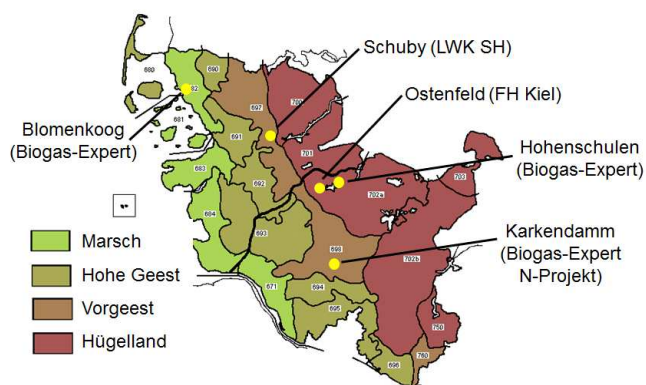 Schuby (LWK SH)
Ostenfeld (FH Kiel)
Blomenkoog
(Biogas-Expert)
Hohenschulen
(Biogas-Expert)
Karkendamm
(Biogas-Expert
N-Projekt)
Marsch
Hohe Geest
Vorgeest
Hügelland
680
690
681
697
691
701
683
692
702a
703
684
693
698
702b
671
694
695
750
760
696